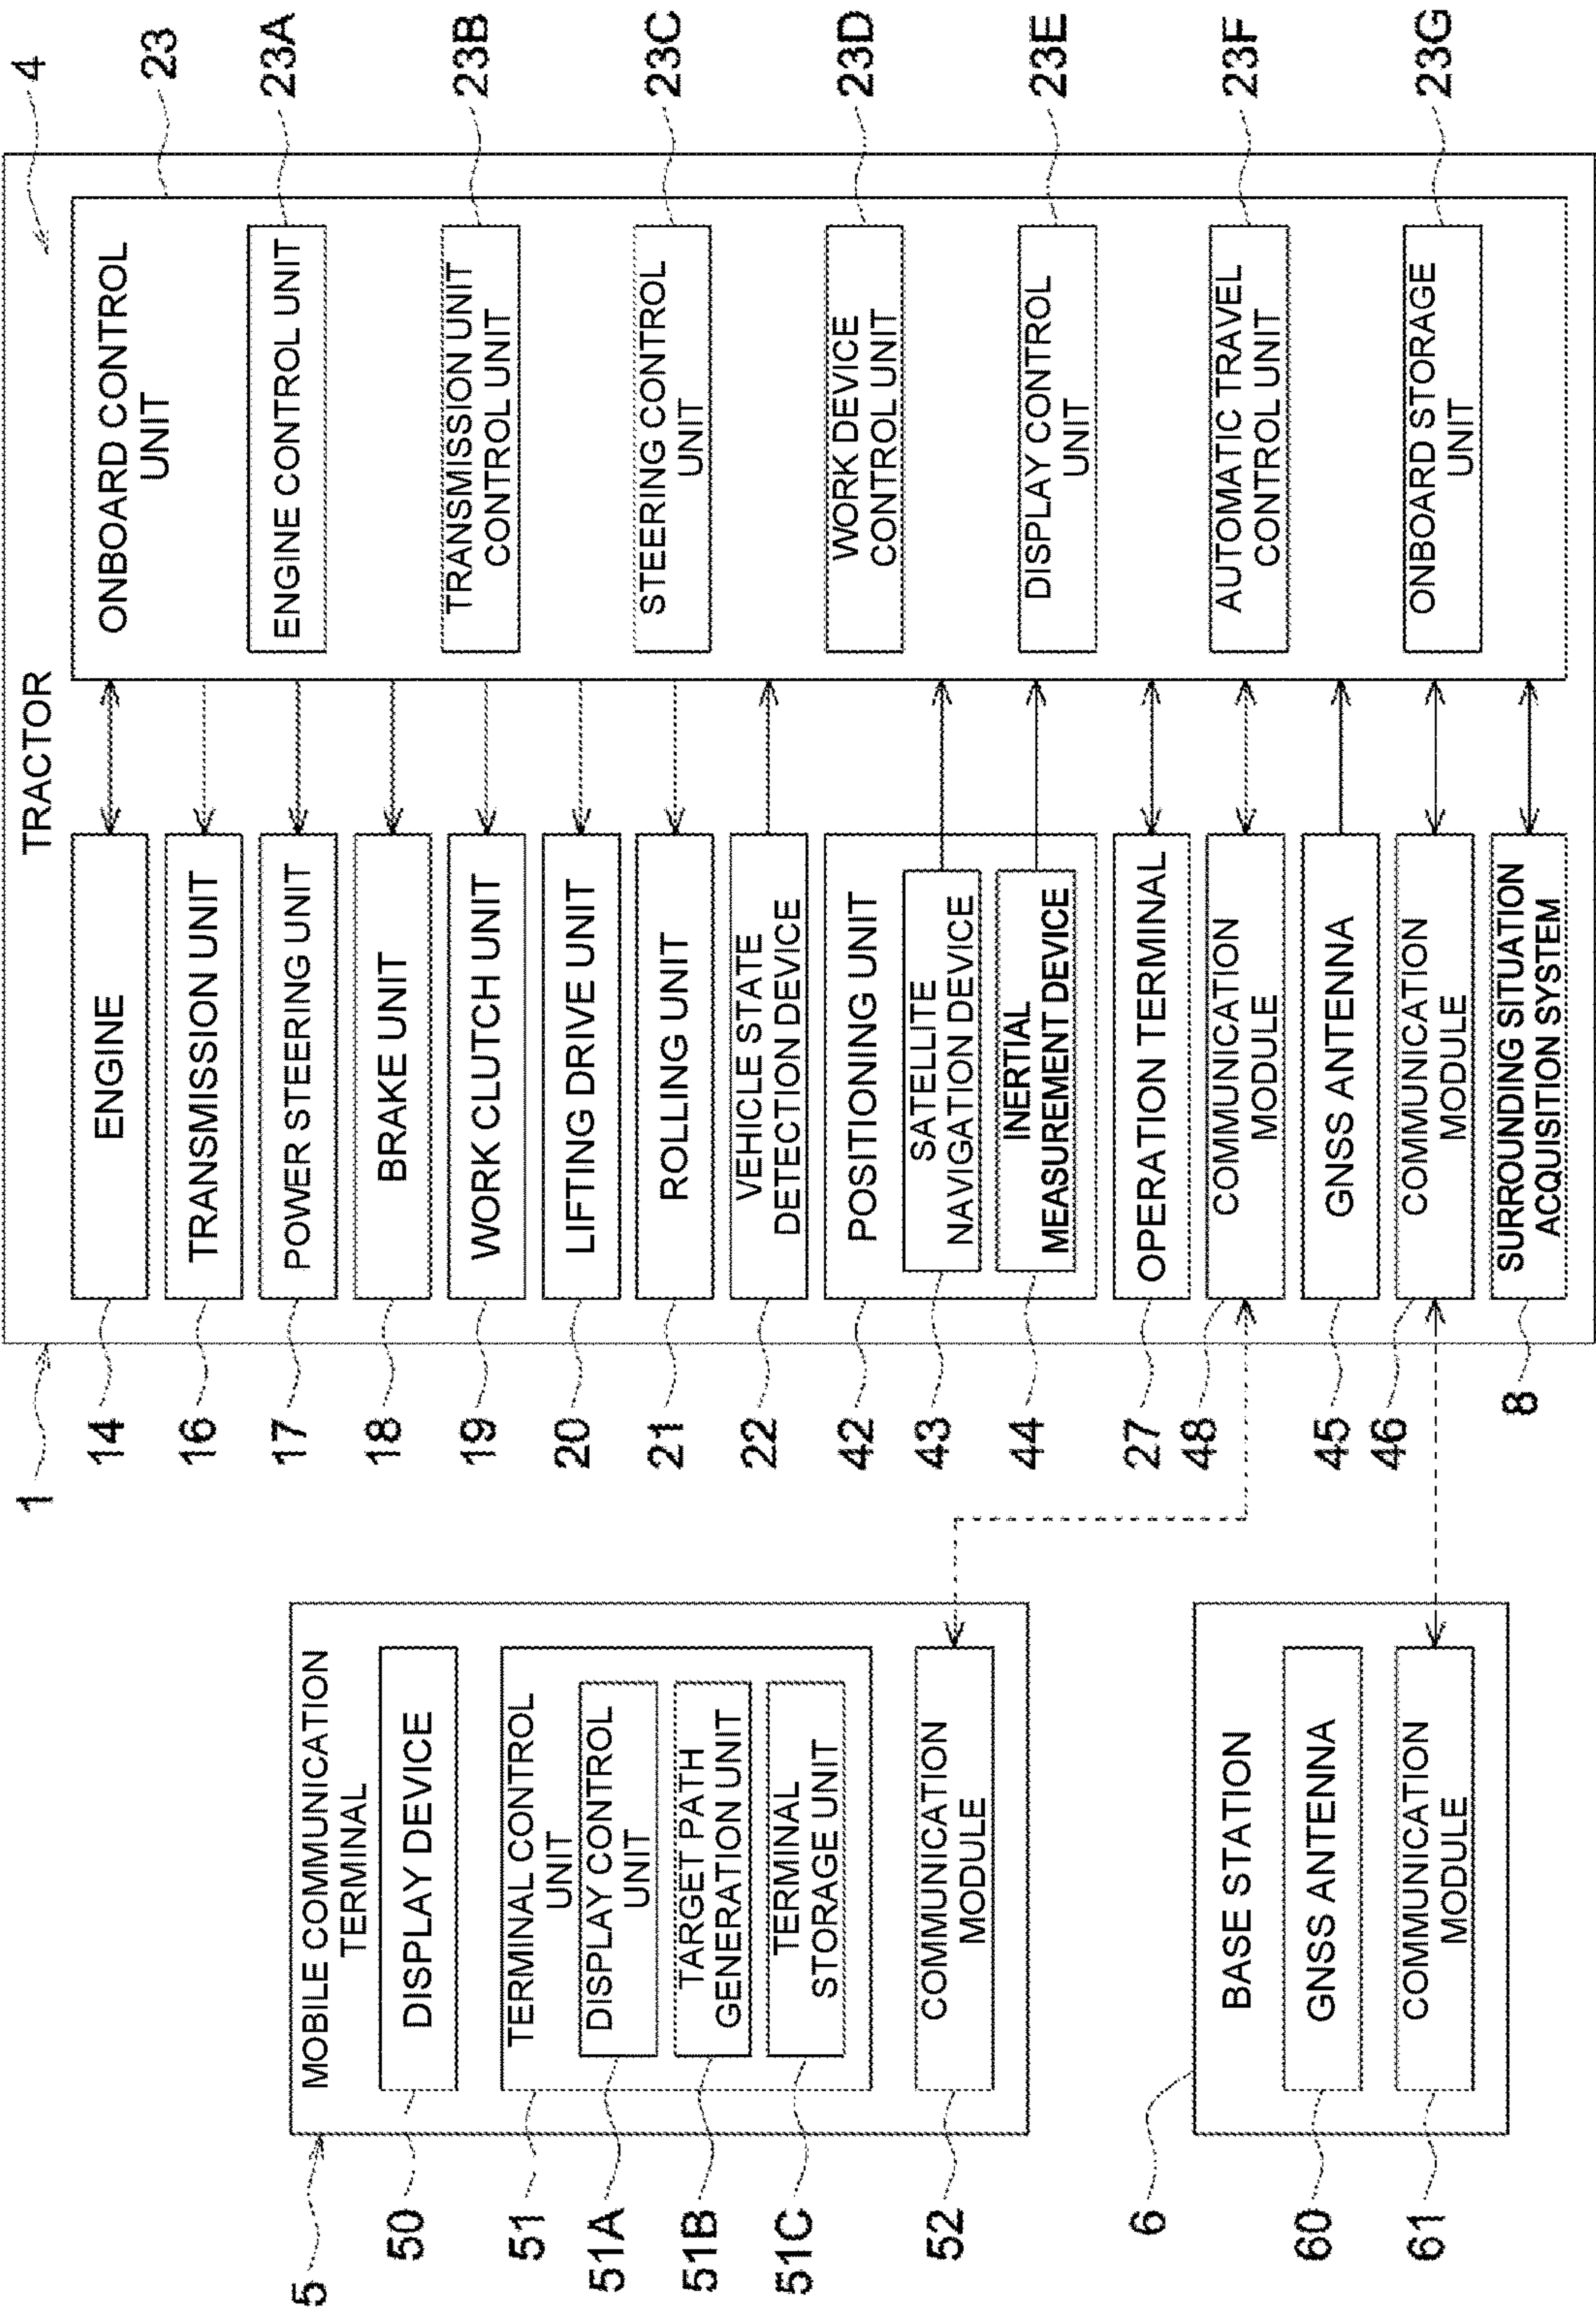 TRACTOR
1
4
23
ONBOARD CONTROL
UNIT
23A
ENGINE CONTROL UNIT
23B
TRANSMISSION UNIT
CONTROL UNIT
23C
STEERING CONTROL
UNIT
23D
WORK DEVICE
CONTROL UNIT
23E
DISPLAY CONTROL
UNIT
23F
AUTOMATIC TRAVEL
CONTROL UNIT
23G
ONBOARD STORAGE
UNIT
14
ENGINE
16
TRANSMISSION UNIT
17
POWER STEERING UNIT
18
BRAKE UNIT
19
WORK CLUTCH UNIT
20
LIFTING DRIVE UNIT
21
ROLLING UNIT
22
VEHICLE STATE
DETECTION DEVICE
42
POSITIONING UNIT
43
SATELLITE
NAVIGATION DEVICE
44
INERTIAL
MEASUREMENT DEVICE
27
OPERATION TERMINAL
48
COMMUNICATION
MODULE
45
GNSS ANTENNA
46
COMMUNICATION
MODULE
8
SURROUNDING SITUATION
ACQUISITION SYSTEM
5
MOBILE COMMUNICATION
TERMINAL
50
DISPLAY DEVICE
51
TERMINAL CONTROL
UNIT
51A
DISPLAY CONTROL
UNIT
51B
TARGET PATH
GENERATION UNIT
51C
TERMINAL
STORAGE UNIT
52
COMMUNICATION
MODULE
6
BASE STATION
60
GNSS ANTENNA
61
COMMUNICATION
MODULE